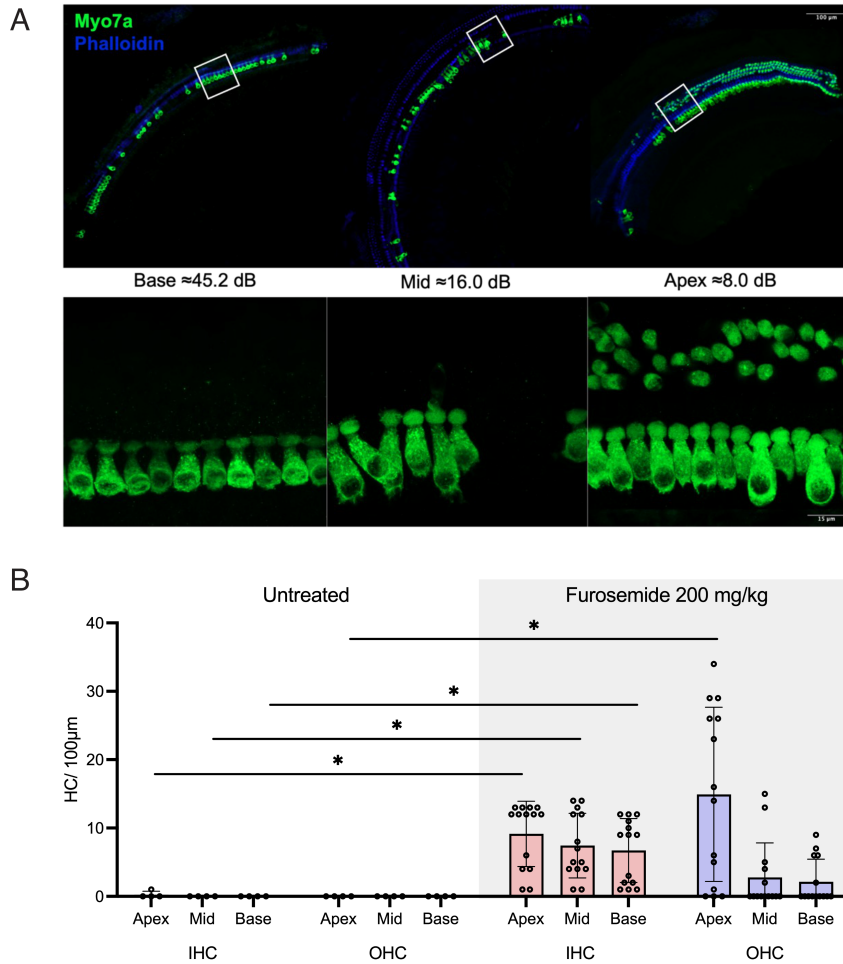 A
Myo7a
Phalloidin
100 µm
Base ≈45.2 dB
Mid ≈16.0 dB
Apex ≈8.0 dB
15 µm
B
Untreated
Furosemide 200 mg/kg
HC/ 100µm
40
30
20
10
0
*
*
*
*
Apex Mid Base Apex Mid Base Apex Mid Base Apex Mid Base
IHC OHC IHC OHC